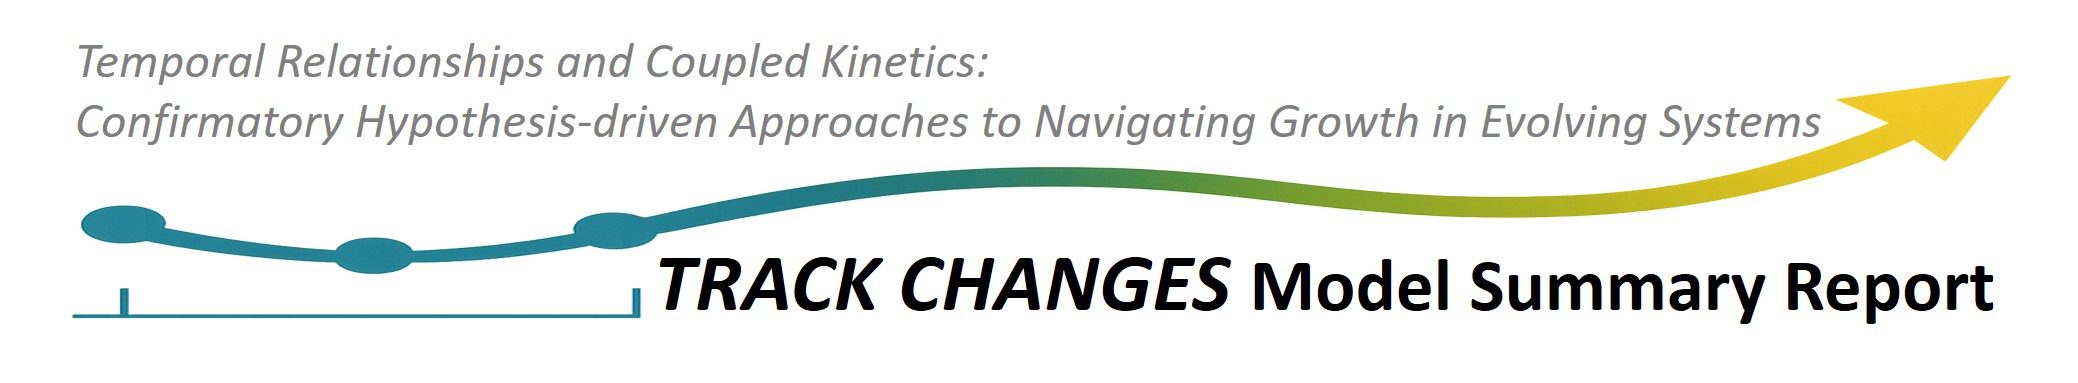 Temporal Relationships and Coupled Kinetics:
Confirmatory Hypothesis-driven Approaches to Navigating Growth in Evolving Systems
TRACK CHANGES Model Summary Report